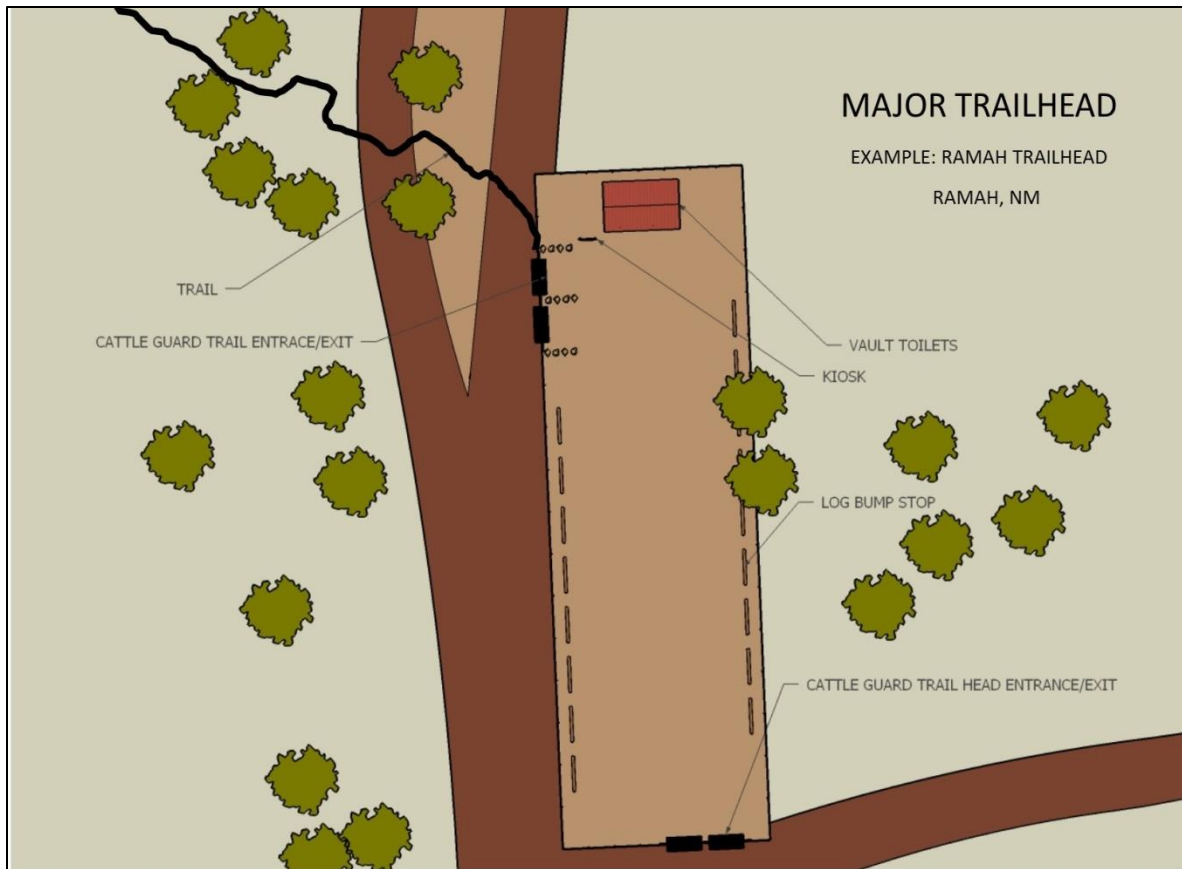 MAJOR TRAILHEAD
EXAMPLE: RAMAH TRAILHEAD
RAMAH, NM
TRAIL
CATTLE GUARD TRAIL ENTRACE/EXIT
VAULT TOILETS
KIOSK
LOG BUMP STOP
CATTLE GUARD TRAIL HEAD ENTRANCE/EXIT